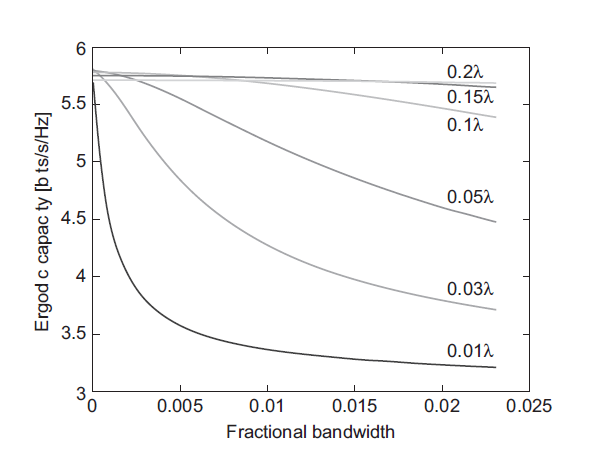 6
5.5
5
4.5
4
3.5
3
0
0.005
0.01
0.015
0.02
0.025
Fractional bandwidth
Ergod c capac ty [b ts/s/Hz]
0.2λ
0.15λ
0.1λ
0.05λ
0.03λ
0.01λ